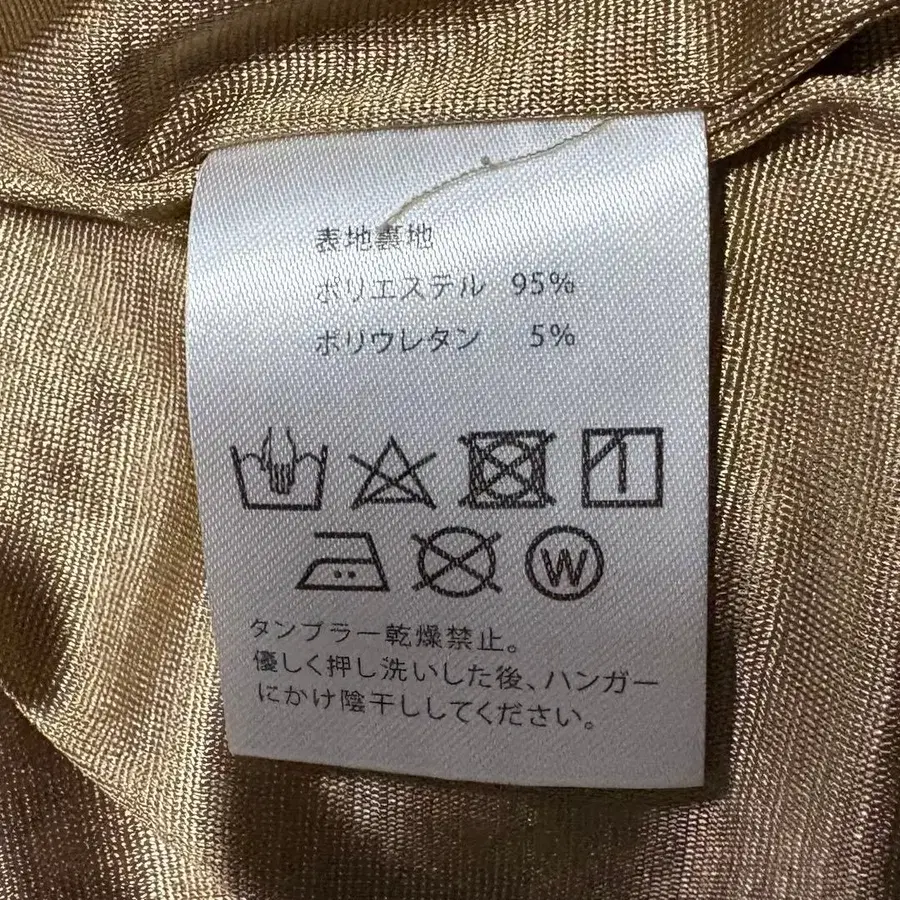 表地裏地
ポリエステル 95%
ポリウレタン 5%
W
タンブラー乾燥禁止。
優しく押し洗いした後、ハンガー
にかけ陰干ししてください。